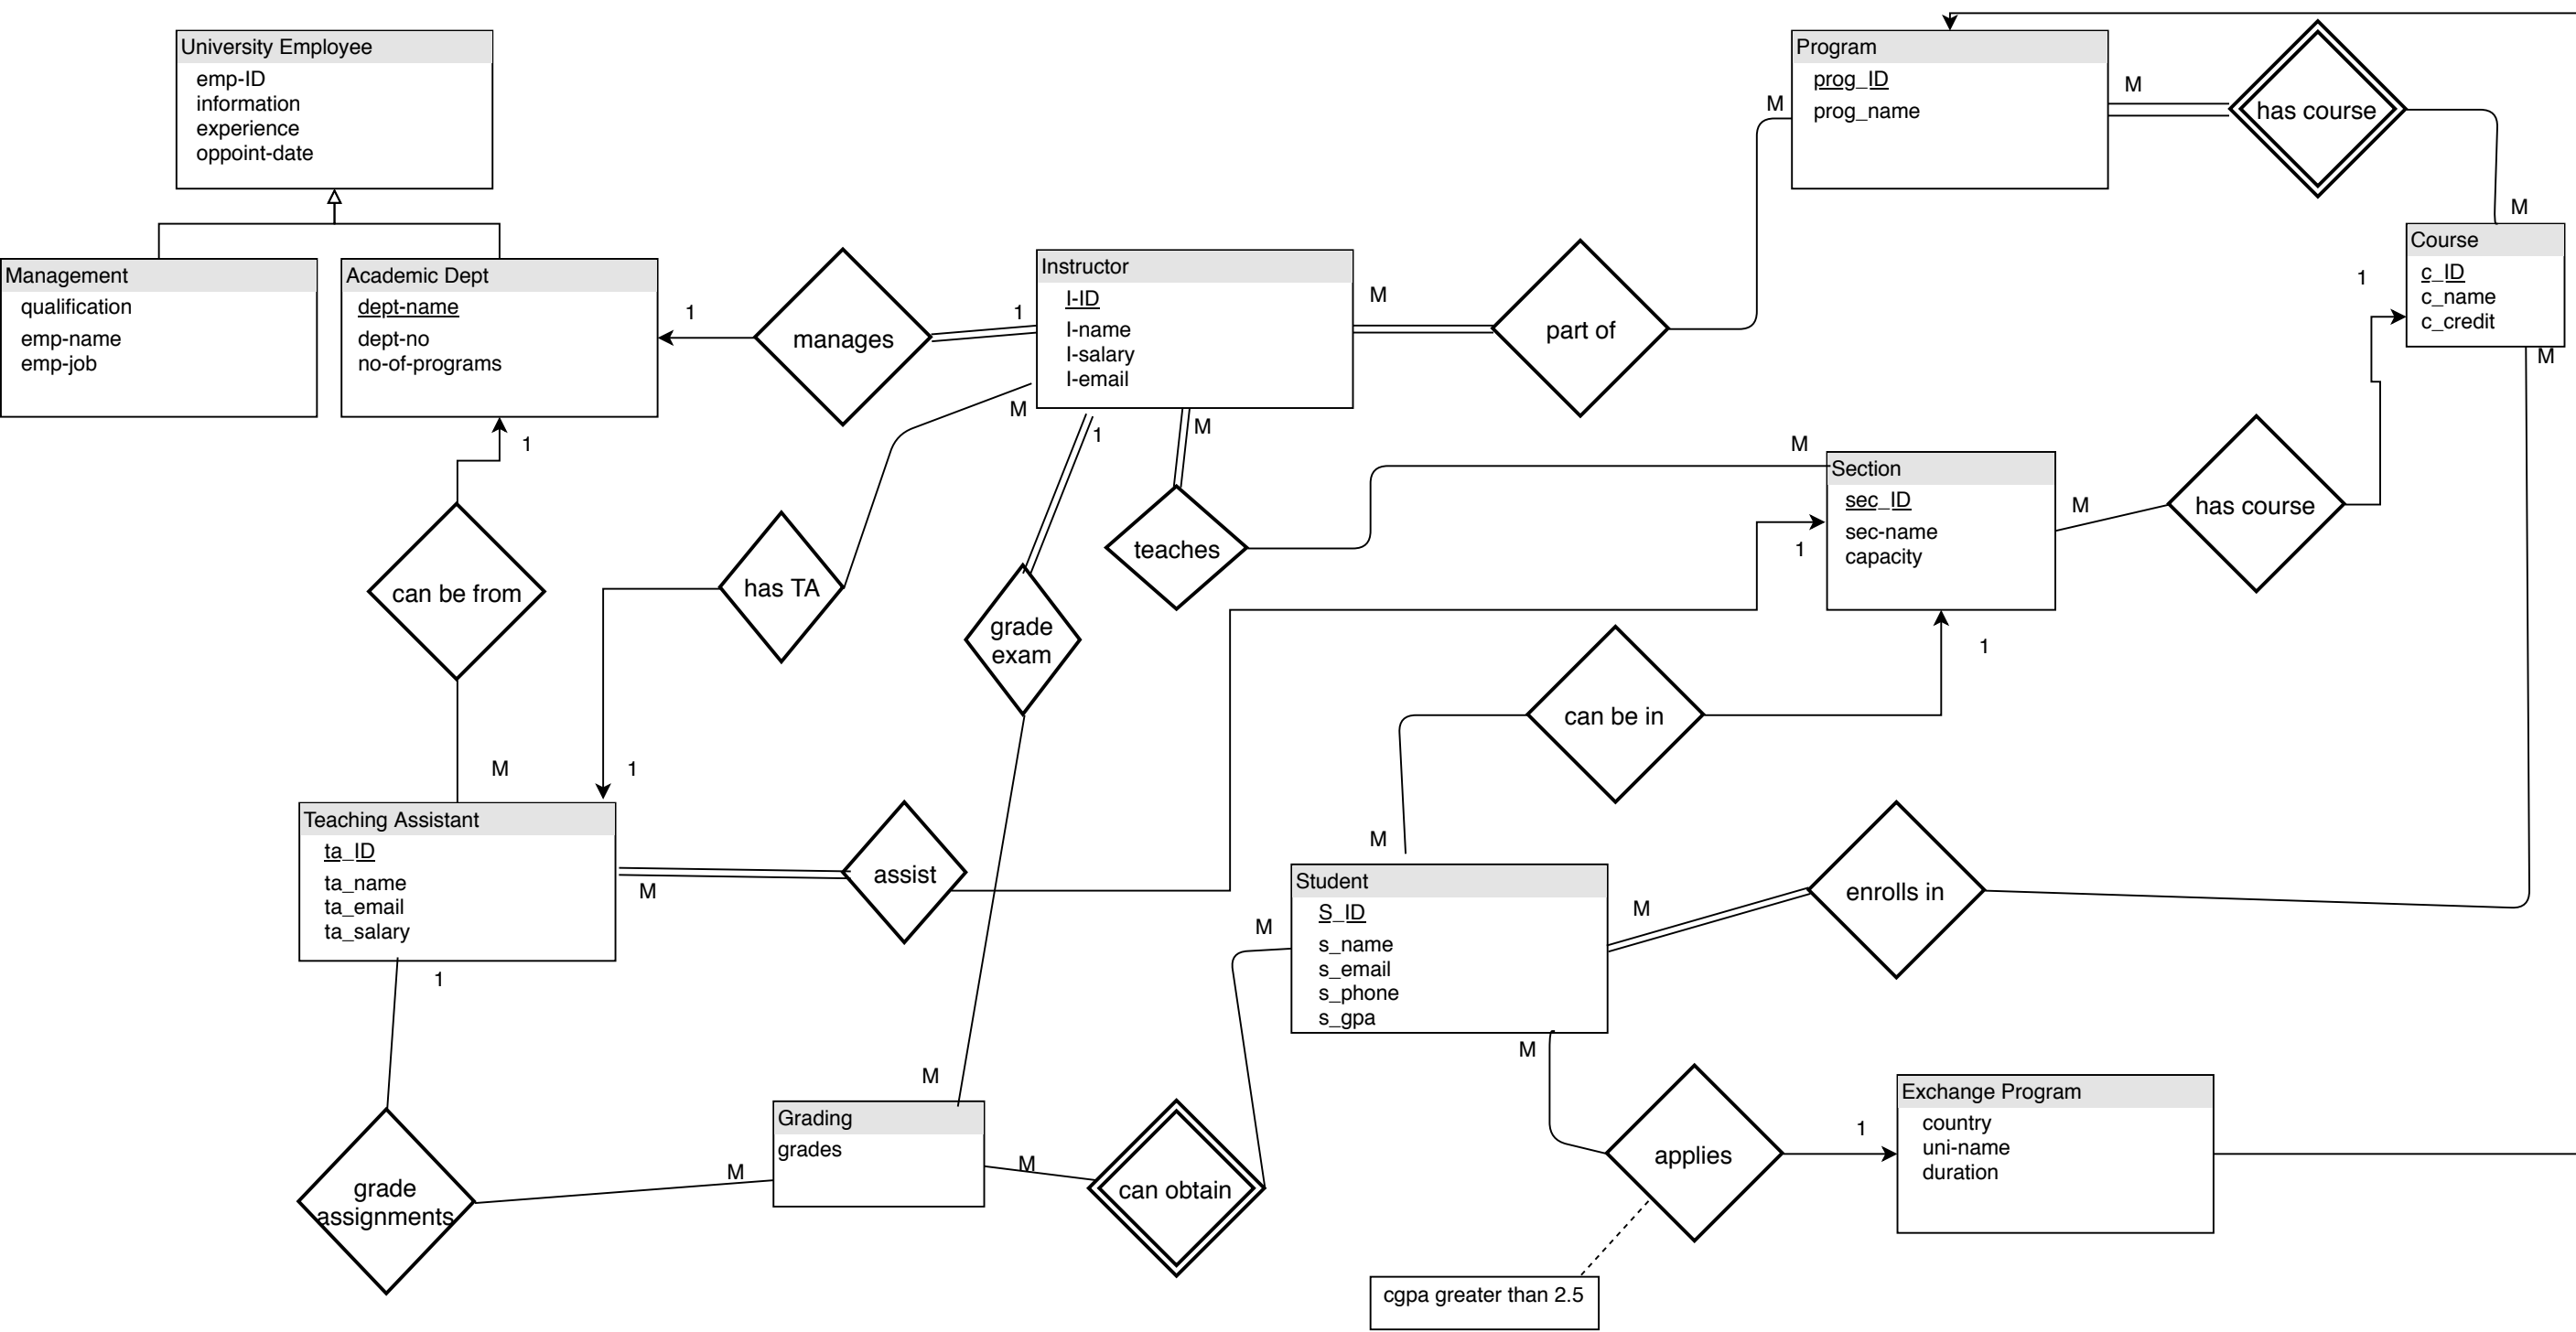 University Employee
emp-ID
information
experience
oppoint-date
Management
qualification
emp-name
emp-job
Academic Dept
dept-name
dept-no
no-of-programs
1
manages
1
Instructor
I-ID
I-name
I-salary
I-email
M
part of
M
Program
prog_ID
prog_name
M
has course
M
Course
c_ID
c_name
c_credit
1
M
1
can be from
M
M
has TA
1
1
grade
exam
M
teaches
M
Section
sec_ID
sec-name
capacity
1
M
has course
1
can be in
M
Teaching Assistant
ta_ID
ta_name
ta_email
ta_salary
M
assist
1
Student
S_ID
s_name
s_email
s_phone
s_gpa
M
enrolls in
M
M
grade
assignments
M
M
Grading
grades
M
can obtain
applies
1
Exchange Program
country
uni-name
duration
cgpa greater than 2.5